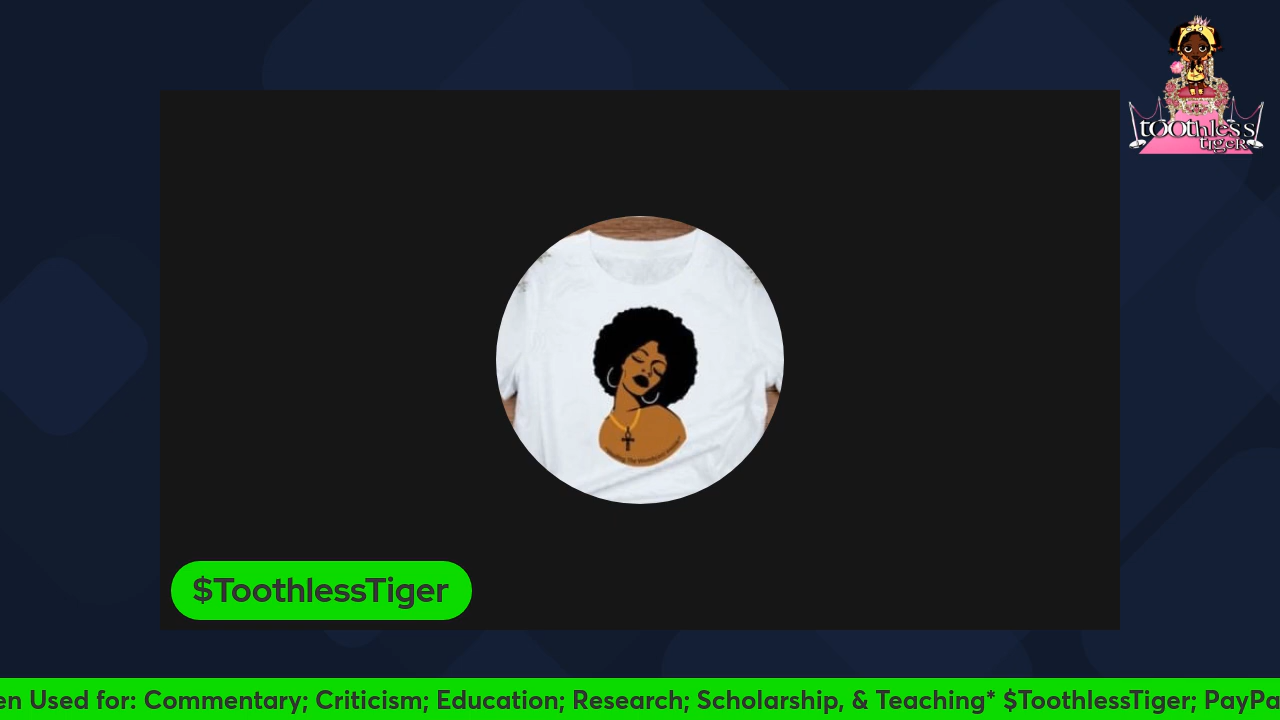 toothless
tiger
$ToothlessTiger
en Used for: Commentary; Criticism; Education; Research; Scholarship, & Teaching* $ToothlessTiger; PayPa